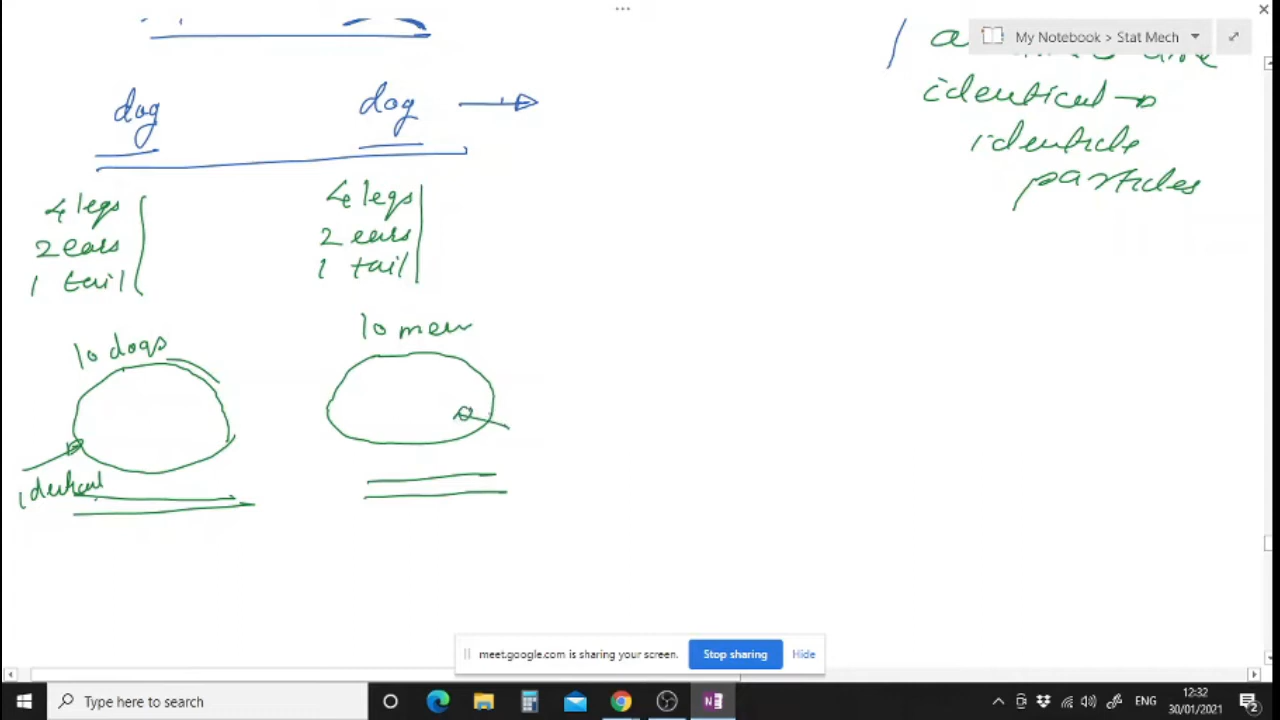 My Notebook > Stat Mech
identical →
identicle
particles
dog dog
4 legs 4 legs
2 ears 2 ears
1 tail 1 tail
10 dogs 10 men
identical
meet.google.com is sharing your screen. Stop sharing Hide
Type here to search
ENG
12:32
30/01/2021
2